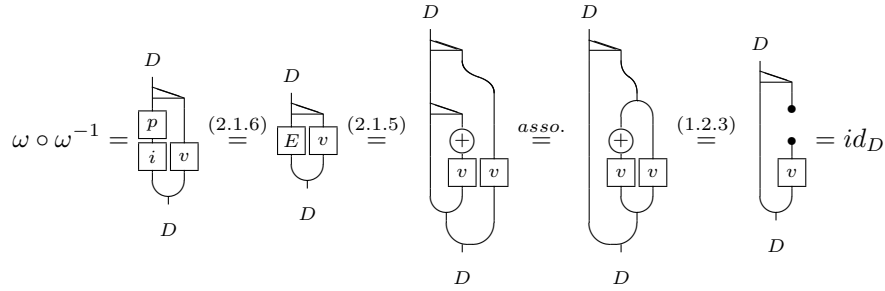 D D D D D
ω ∘ ω⁻¹ = p i v (2.1.6) = E v (2.1.5) = + v v asso. = + v v (1.2.3) = v = id_D
D D D D D